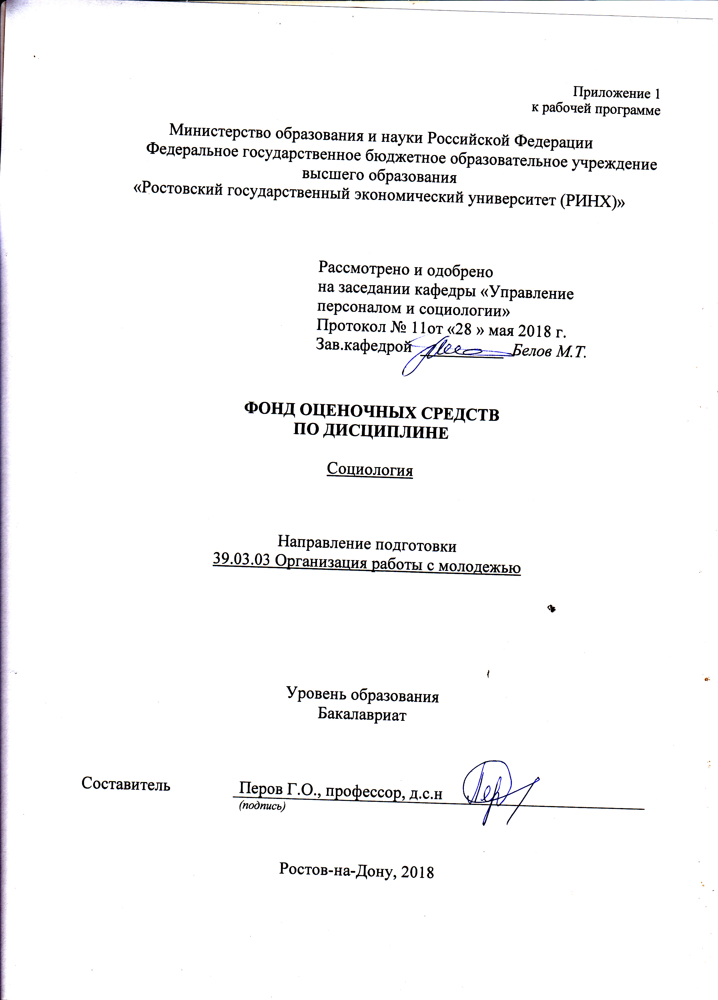 Приложение 1
к рабочей программе
Министерство образования и науки Российской Федерации
Федеральное государственное бюджетное образовательное учреждение
высшего образования
«Ростовский государственный экономический университет (РИНХ)»
Рассмотрено и одобрено
на заседании кафедры «Управление
персоналом и социологии»
Протокол № 11от «28 » мая 2018 г.
Зав.кафедрой Белов М.Т.
ФОНД ОЦЕНОЧНЫХ СРЕДСТВ
ПО ДИСЦИПЛИНЕ
Социология
Направление подготовки
39.03.03 Организация работы с молодежью
Уровень образования
Бакалавриат
Составитель Перов Г.О., профессор, д.с.н
(подпись)
Ростов-на-Дону, 2018